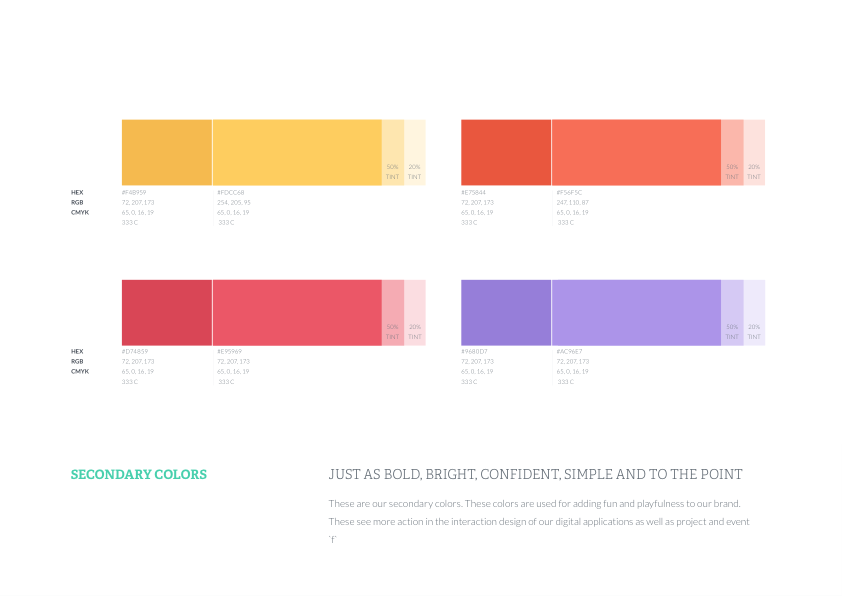 50% 20% 50% 20%
TINT TINT TINT TINT
HEX #F4B959 #FDCC68 #E75844 #F56F5C
RGB 72, 207, 173 254, 205, 95 72, 207, 173 247, 110, 87
CMYK 65, 0, 16, 19 65, 0, 16, 19 65, 0, 16, 19 65, 0, 16, 19
333 C 333 C 333 C 333 C
50% 20% 50% 20%
TINT TINT TINT TINT
HEX #D74859 #E95969 #9680D7 #AC96E7
RGB 72, 207, 173 72, 207, 173 72, 207, 173 72, 207, 173
CMYK 65, 0, 16, 19 65, 0, 16, 19 65, 0, 16, 19 65, 0, 16, 19
333 C 333 C 333 C 333 C
SECONDARY COLORS
JUST AS BOLD, BRIGHT, CONFIDENT, SIMPLE AND TO THE POINT
These are our secondary colors. These colors are used for adding fun and playfulness to our brand.
These see more action in the interaction design of our digital applications as well as project and event